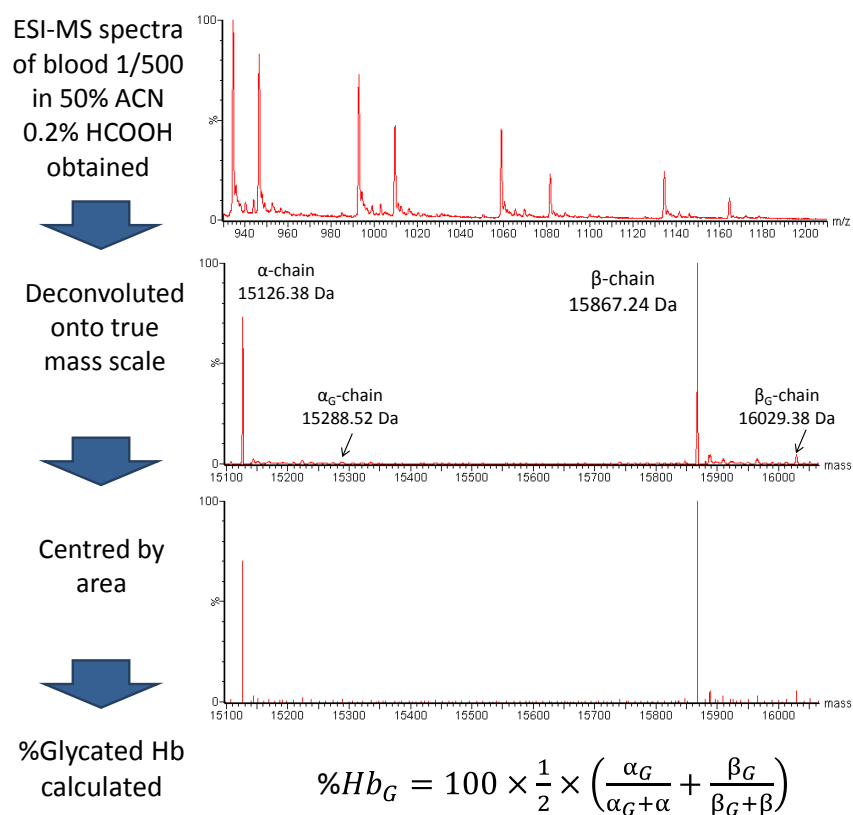 ESI-MS spectra
of blood 1/500
in 50% ACN
0.2% HCOOH
obtained
100
%
0
940 960 980 1000 1020 1040 1060 1080 1100 1120 1140 1160 1180 1200
m/z
Deconvoluted
onto true
mass scale
100
%
0
α-chain
15126.38 Da
αG-chain
15288.52 Da
β-chain
15867.24 Da
βG-chain
16029.38 Da
15100 15200 15300 15400 15500 15600 15700 15800 15900 16000
mass
Centred by
area
100
%
0
15100 15200 15300 15400 15500 15600 15700 15800 15900 16000
mass
%Glycated Hb
calculated
%HbG = 100 × 1/2 × (αG/(αG+α) + βG/(βG+β))